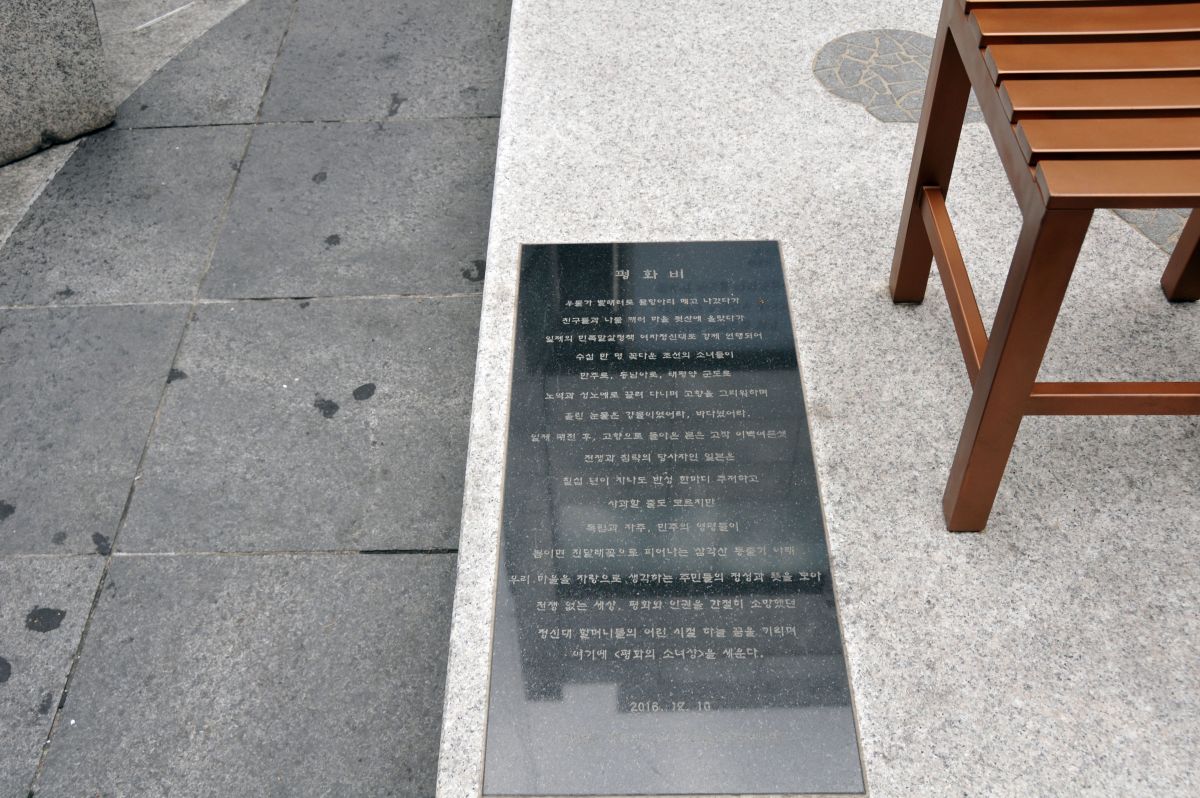 평화비
우물가 빨래터로 물항아리 메고 나갔다가
친구들과 나물 캐러 마을 뒷산에 올랐다가
일제의 민족말살정책 여자정신대로 강제 연행되어
수십 만 명 꽃다운 조선의 소녀들이
만주로, 동남아로, 태평양 군도로
노역과 성노예로 끌려 다니며 고향을 그리워하며
흘린 눈물은 강물이었어라, 바다였어라.
일제 패전 후, 고향으로 돌아온 분은 고작 이백여든셋
전쟁과 침략의 당사자인 일본은
칠십 년이 지나도 반성 한마디 주저하고
사과할 줄도 모르지만
독립과 자주, 민주의 영령들이
봄이면 진달래꽃으로 피어나는 삼각산 등줄기 아래
우리 마을을 자랑으로 생각하는 주민들의 정성과 뜻을 모아
전쟁 없는 세상, 평화와 인권을 간절히 소망했던
정신대 할머니들의 어린 시절 하늘 꿈을 기리며
여기에 <평화의 소녀상>을 세운다.
2016. 12. 10